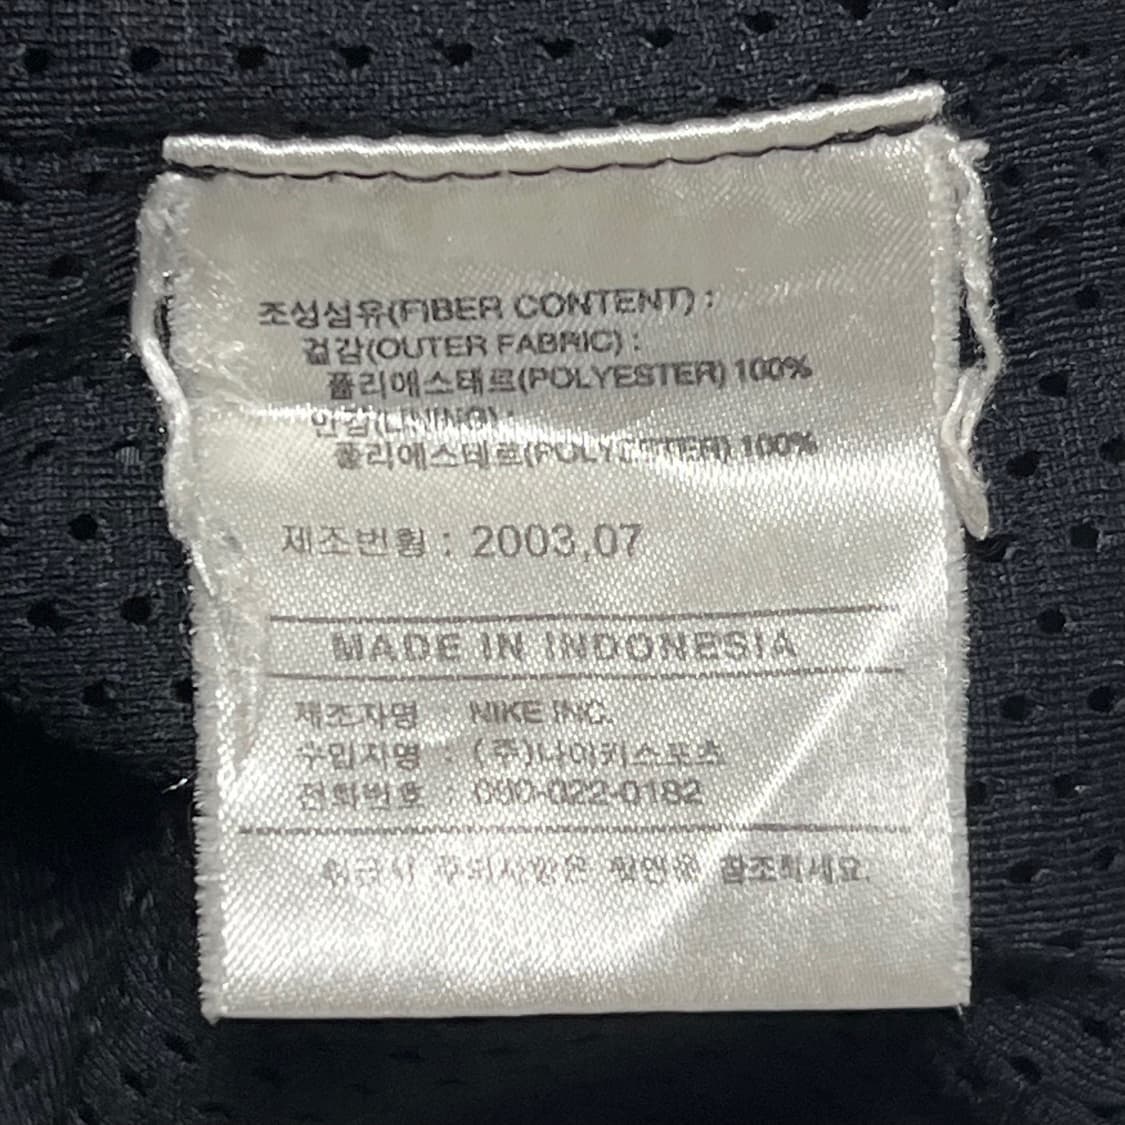 조성섬유(FIBER CONTENT) :
겉감(OUTER FABRIC) :
폴리에스테르(POLYESTER) 100%
안감(LINING) :
폴리에스테르(POLYESTER) 100%
제조번월 : 2003,07
MADE IN INDONESIA
제조자명 : NIKE INC.
수입자명 : (주)나이키스포츠
전화번호 : 080-022-0182
취급시 주의사항은 뒷면을 참조하세요.